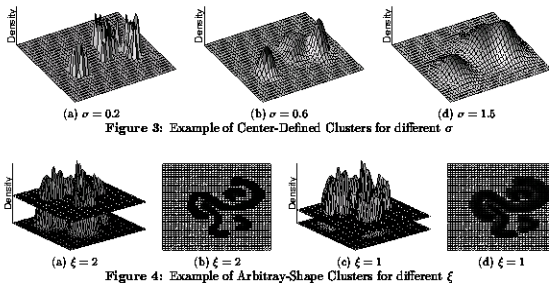 Density
Density
Density
(a) σ = 0.2
(b) σ = 0.6
(d) σ = 1.5
Figure 3: Example of Center-Defined Clusters for different σ
Density
Density
(a) ξ = 2
(b) ξ = 2
(c) ξ = 1
(d) ξ = 1
Figure 4: Example of Arbitray-Shape Clusters for different ξ